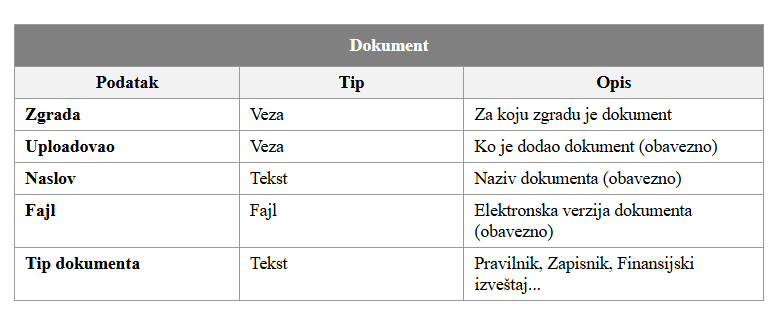 Dokument
Podatak Tip Opis
Zgrada Veza Za koju zgradu je dokument
Uploadovao Veza Ko je dodao dokument (obavezno)
Naslov Tekst Naziv dokumenta (obavezno)
Fajl Fajl Elektronska verzija dokumenta
(obavezno)
Tip dokumenta Tekst Pravilnik, Zapisnik, Finansijski
izveštaj...